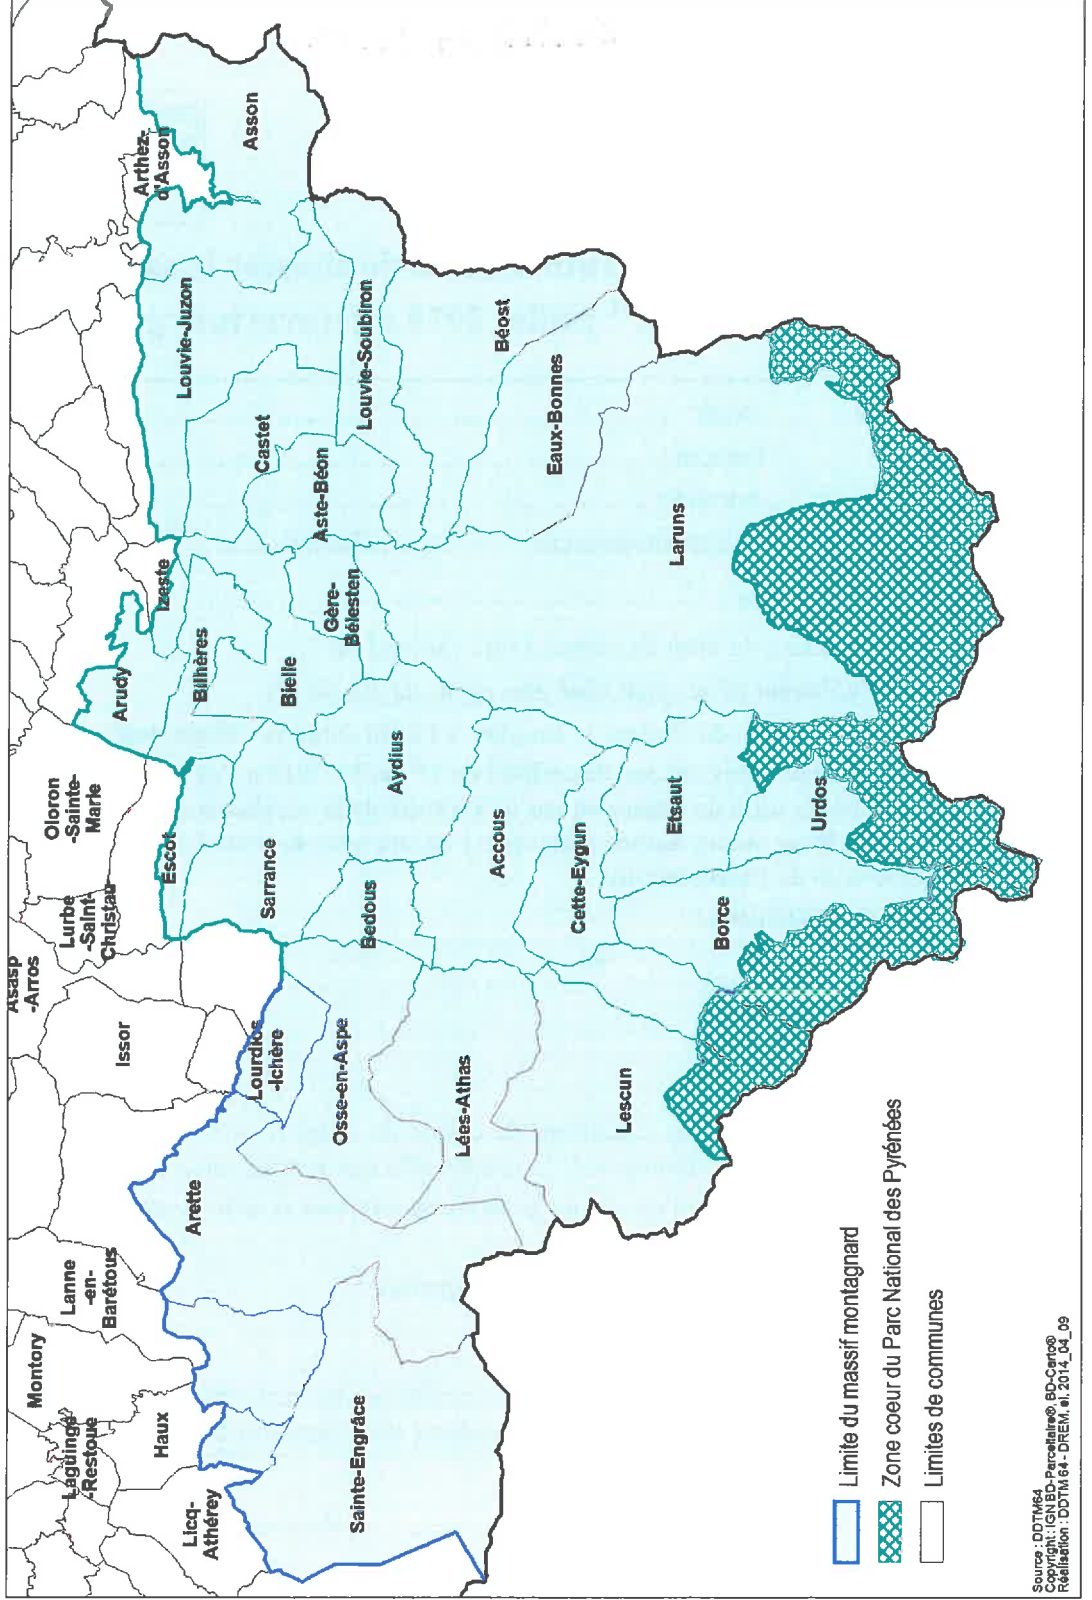 Montory
Laguinge
-Restoue
Haux
Licq-
Athérey
Sainte-Engrâce
Lanne
-en-
Barétous
Arette
Issor
Asasp
-Arros
Lurbe
-Saint-
Christau
Oloron
-Sainte-
Marie
Lourdios
-Ichère
Osse-en-Aspe
Lées-Athas
Lescun
Escot
Sarrance
Bedous
Aydius
Accous
Cette-Eygun
Etsaut
Borce
Urdos
Arudy
Izeste
Bilhères
Bielle
Gère-
Bélesten
Aste-Béon
Castet
Louvie-Juzon
Louvie-Soubiron
Arthez-
d'Asson
Asson
Béost
Eaux-Bonnes
Laruns
Limite du massif montagnard
Zone coeur du Parc National des Pyrénées
Limites de communes
Source : DDTM64
Copyright : IGN BD-Parcellaire®, BD-Carto®
Réalisation : DDTM 64 - DREM, el, 2014_04_09